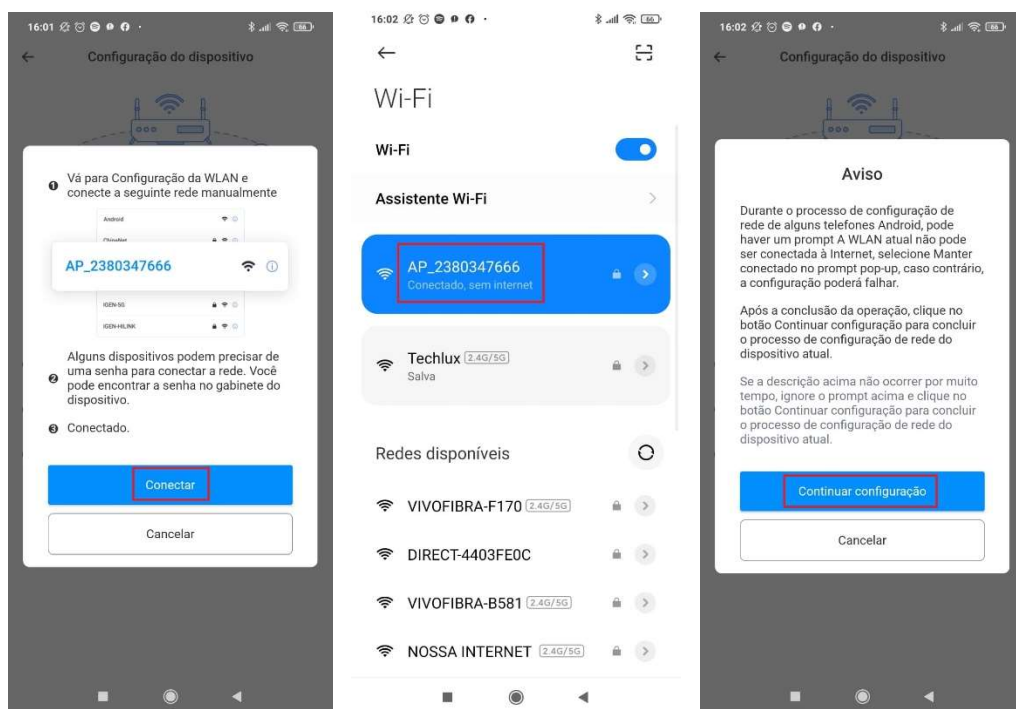 16:01
66
Configuração do dispositivo
1 Vá para Configuração da WLAN e
conecte a seguinte rede manualmente
Android
ChinaNet
AP_2380347666
IGEN-5G
IGEN-HILINK
Alguns dispositivos podem precisar de
uma senha para conectar a rede. Você
2 pode encontrar a senha no gabinete do
dispositivo.
3 Conectado.
Conectar
Cancelar
16:02
66
Wi-Fi
Wi-Fi
Assistente Wi-Fi
AP_2380347666
Conectado, sem internet
Techlux 2.4G/5G
Salva
Redes disponíveis
VIVOFIBRA-F170 2.4G/5G
DIRECT-4403FE0C
VIVOFIBRA-B581 2.4G/5G
NOSSA INTERNET 2.4G/5G
16:02
66
Configuração do dispositivo
Aviso
Durante o processo de configuração de
rede de alguns telefones Android, pode
haver um prompt A WLAN atual não pode
ser conectada à Internet, selecione Manter
conectado no prompt pop-up, caso contrário,
a configuração poderá falhar.
Após a conclusão da operação, clique no
botão Continuar configuração para concluir
o processo de configuração de rede do
dispositivo atual.
Se a descrição acima não ocorrer por muito
tempo, ignore o prompt acima e clique no
botão Continuar configuração para concluir
o processo de configuração de rede do
dispositivo atual.
Continuar configuração
Cancelar